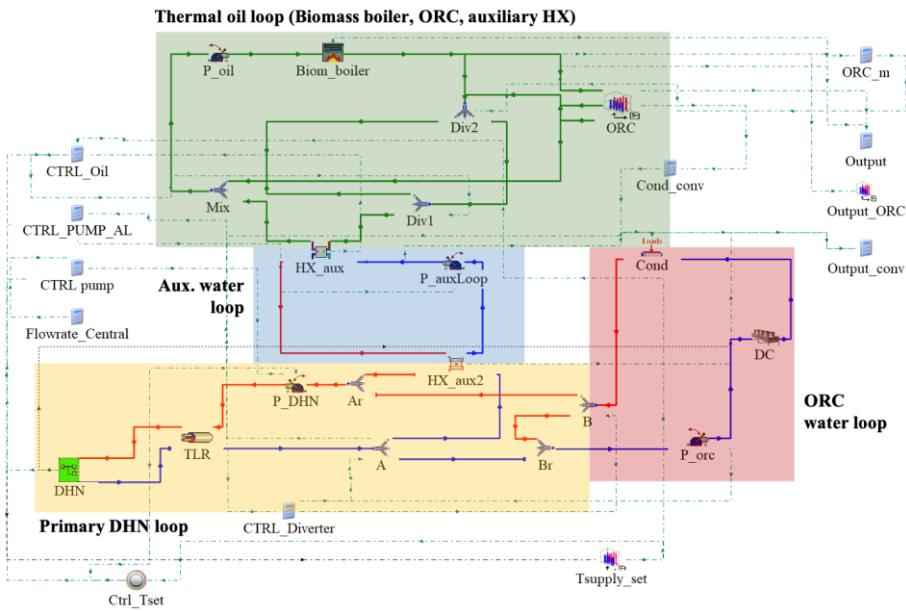 Thermal oil loop (Biomass boiler, ORC, auxiliary HX)
P_oil
Biom_boiler
ORC_m
Div2
ORC
Output
CTRL_Oil
Cond_conv
Mix
Div1
Output_ORC
CTRL_PUMP_AL
HX_aux
Loads
Cond
Output_conv
Aux. water
loop
P_auxLoop
CTRL pump
Flowrate_Central
DC
HX_aux2
P_DHN
Ar
B
ORC
water loop
TLR
A
Br
P_orc
DHN
Primary DHN loop
CTRL_Diverter
Tsupply_set
Ctrl_Tset